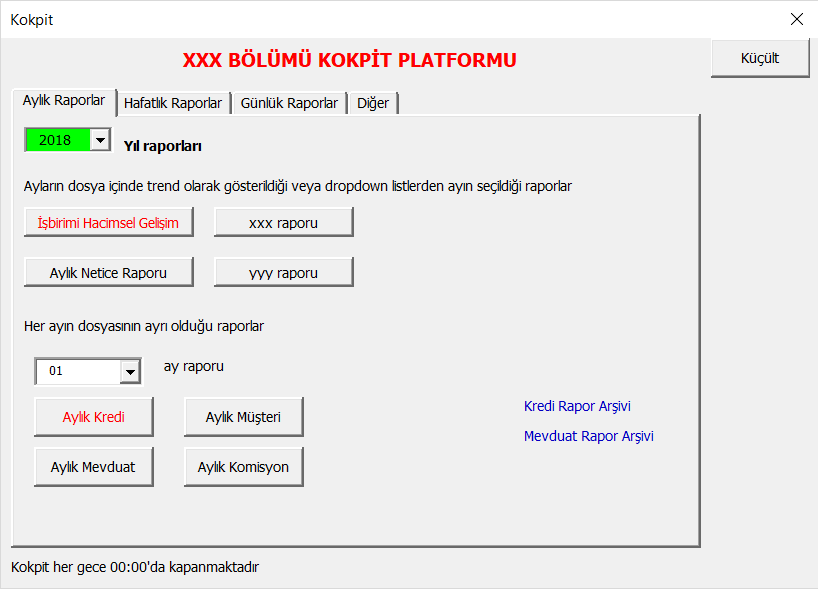 Kokpit
XXX BÖLÜMÜ KOKPİT PLATFORMU
Küçült
Aylık Raporlar
Hafatlık Raporlar
Günlük Raporlar
Diğer
2018
Yıl raporları
Ayların dosya içinde trend olarak gösterildiği veya dropdown listlerden ayın seçildiği raporlar
İşbirimi Hacimsel Gelişim
xxx raporu
Aylık Netice Raporu
yyy raporu
Her ayın dosyasının ayrı olduğu raporlar
01
ay raporu
Aylık Kredi
Aylık Müşteri
Kredi Rapor Arşivi
Mevduat Rapor Arşivi
Aylık Mevduat
Aylık Komisyon
Kokpit her gece 00:00'da kapanmaktadır